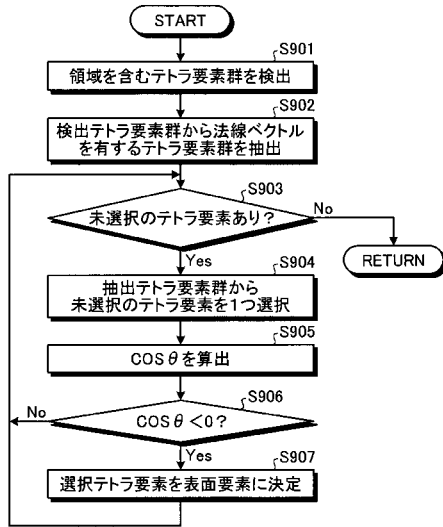 START
S901
領域を含むテトラ要素群を検出
S902
検出テトラ要素群から法線ベクトル
を有するテトラ要素群を抽出
S903
未選択のテトラ要素あり?
No
Yes
RETURN
S904
抽出テトラ要素群から
未選択のテトラ要素を1つ選択
S905
COSθを算出
S906
COSθ<0?
No
Yes
S907
選択テトラ要素を表面要素に決定